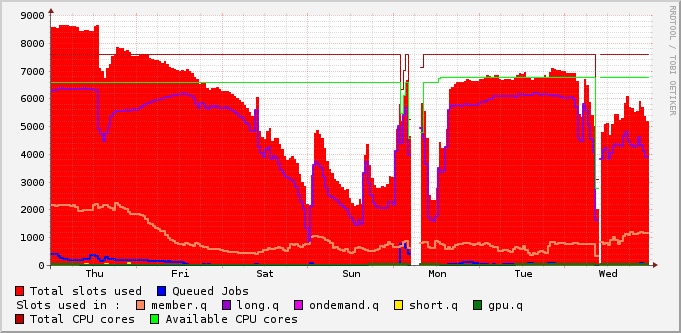 RRDTOOL / TOBI OETIKER
9000
8000
7000
6000
5000
4000
3000
2000
1000
0
Thu Fri Sat Sun Mon Tue Wed
Total slots used Queued Jobs
Slots used in : member.q long.q ondemand.q short.q gpu.q
Total CPU cores Available CPU cores